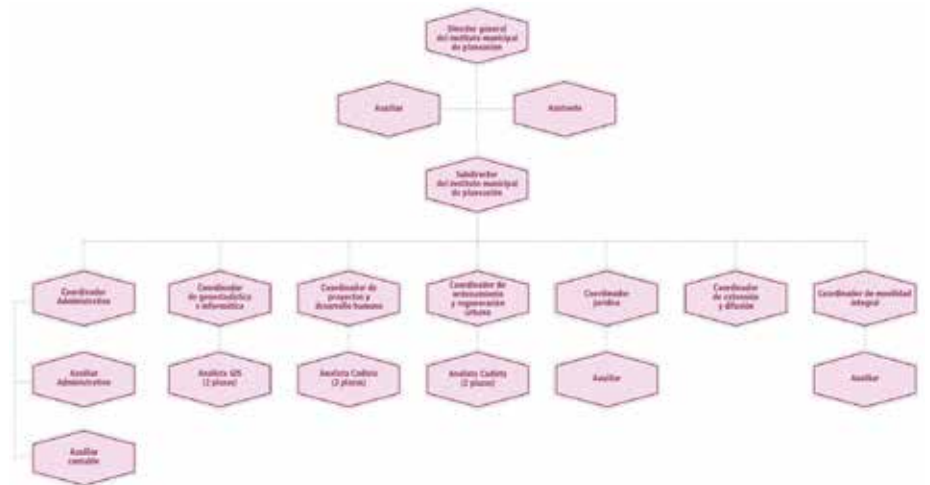 Director general
del instituto municipal
de planeación
Auxiliar
Asistente
Subdirector
del instituto municipal
de planeación
Coordinador
Administrativo
Coordinador
de geoestadística
e informática
Coordinador de
proyectos y
desarrollo humano
Coordinador de
ordenamiento
y regeneración
urbana
Coordinador
jurídico
Coordinador
de extensión
y difusión
Coordinador de movilidad
integral
Auxiliar
Administrativo
Analista GIS
(2 plazas)
Analista Cadista
(2 plazas)
Analista Cadista
(2 plazas)
Auxiliar
Auxiliar
Auxiliar
contable